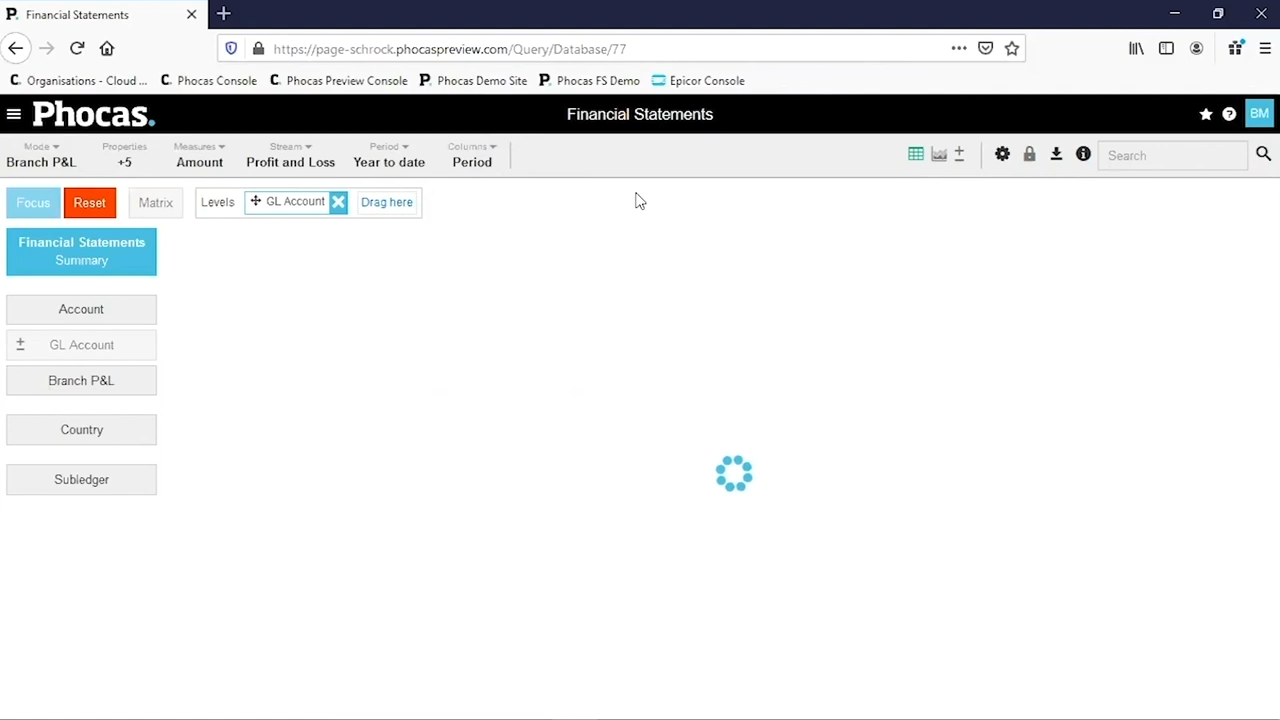 P. Financial Statements
https://page-schrock.phocaspreview.com/Query/Database/77
C. Organisations - Cloud ... C. Phocas Console C. Phocas Preview Console P. Phocas Demo Site P. Phocas FS Demo Epicor Console
Phocas. Financial Statements BM
Mode Properties Measures Stream Period Columns
Branch P&L +5 Amount Profit and Loss Year to date Period Search
Focus Reset Matrix Levels GL Account Drag here
Financial Statements
Summary
Account
GL Account
Branch P&L
Country
Subledger